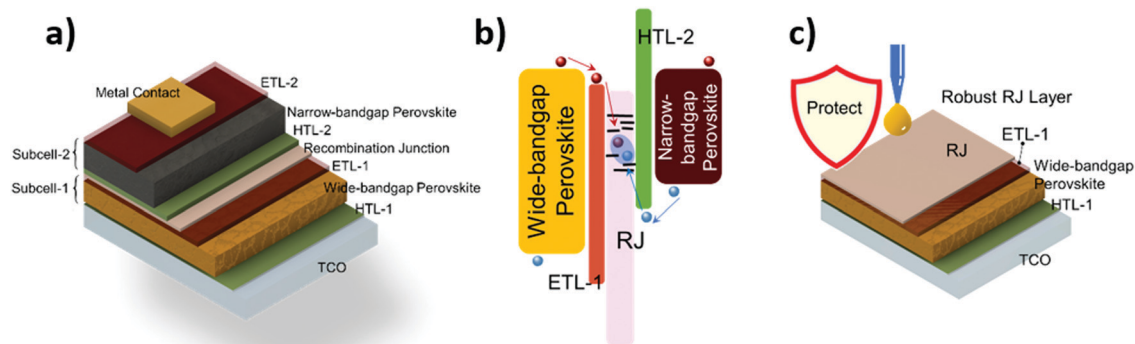 a)
Metal Contact
ETL-2
Narrow-bandgap Perovskite
HTL-2
Recombination Junction
ETL-1
Wide-bandgap Perovskite
HTL-1
Subcell-2
Subcell-1
TCO
b)
HTL-2
Wide-bandgap
Perovskite
Narrow-
bandgap
Perovskite
RJ
ETL-1
c)
Protect
Robust RJ Layer
RJ
ETL-1
Wide-bandgap
Perovskite
HTL-1
TCO